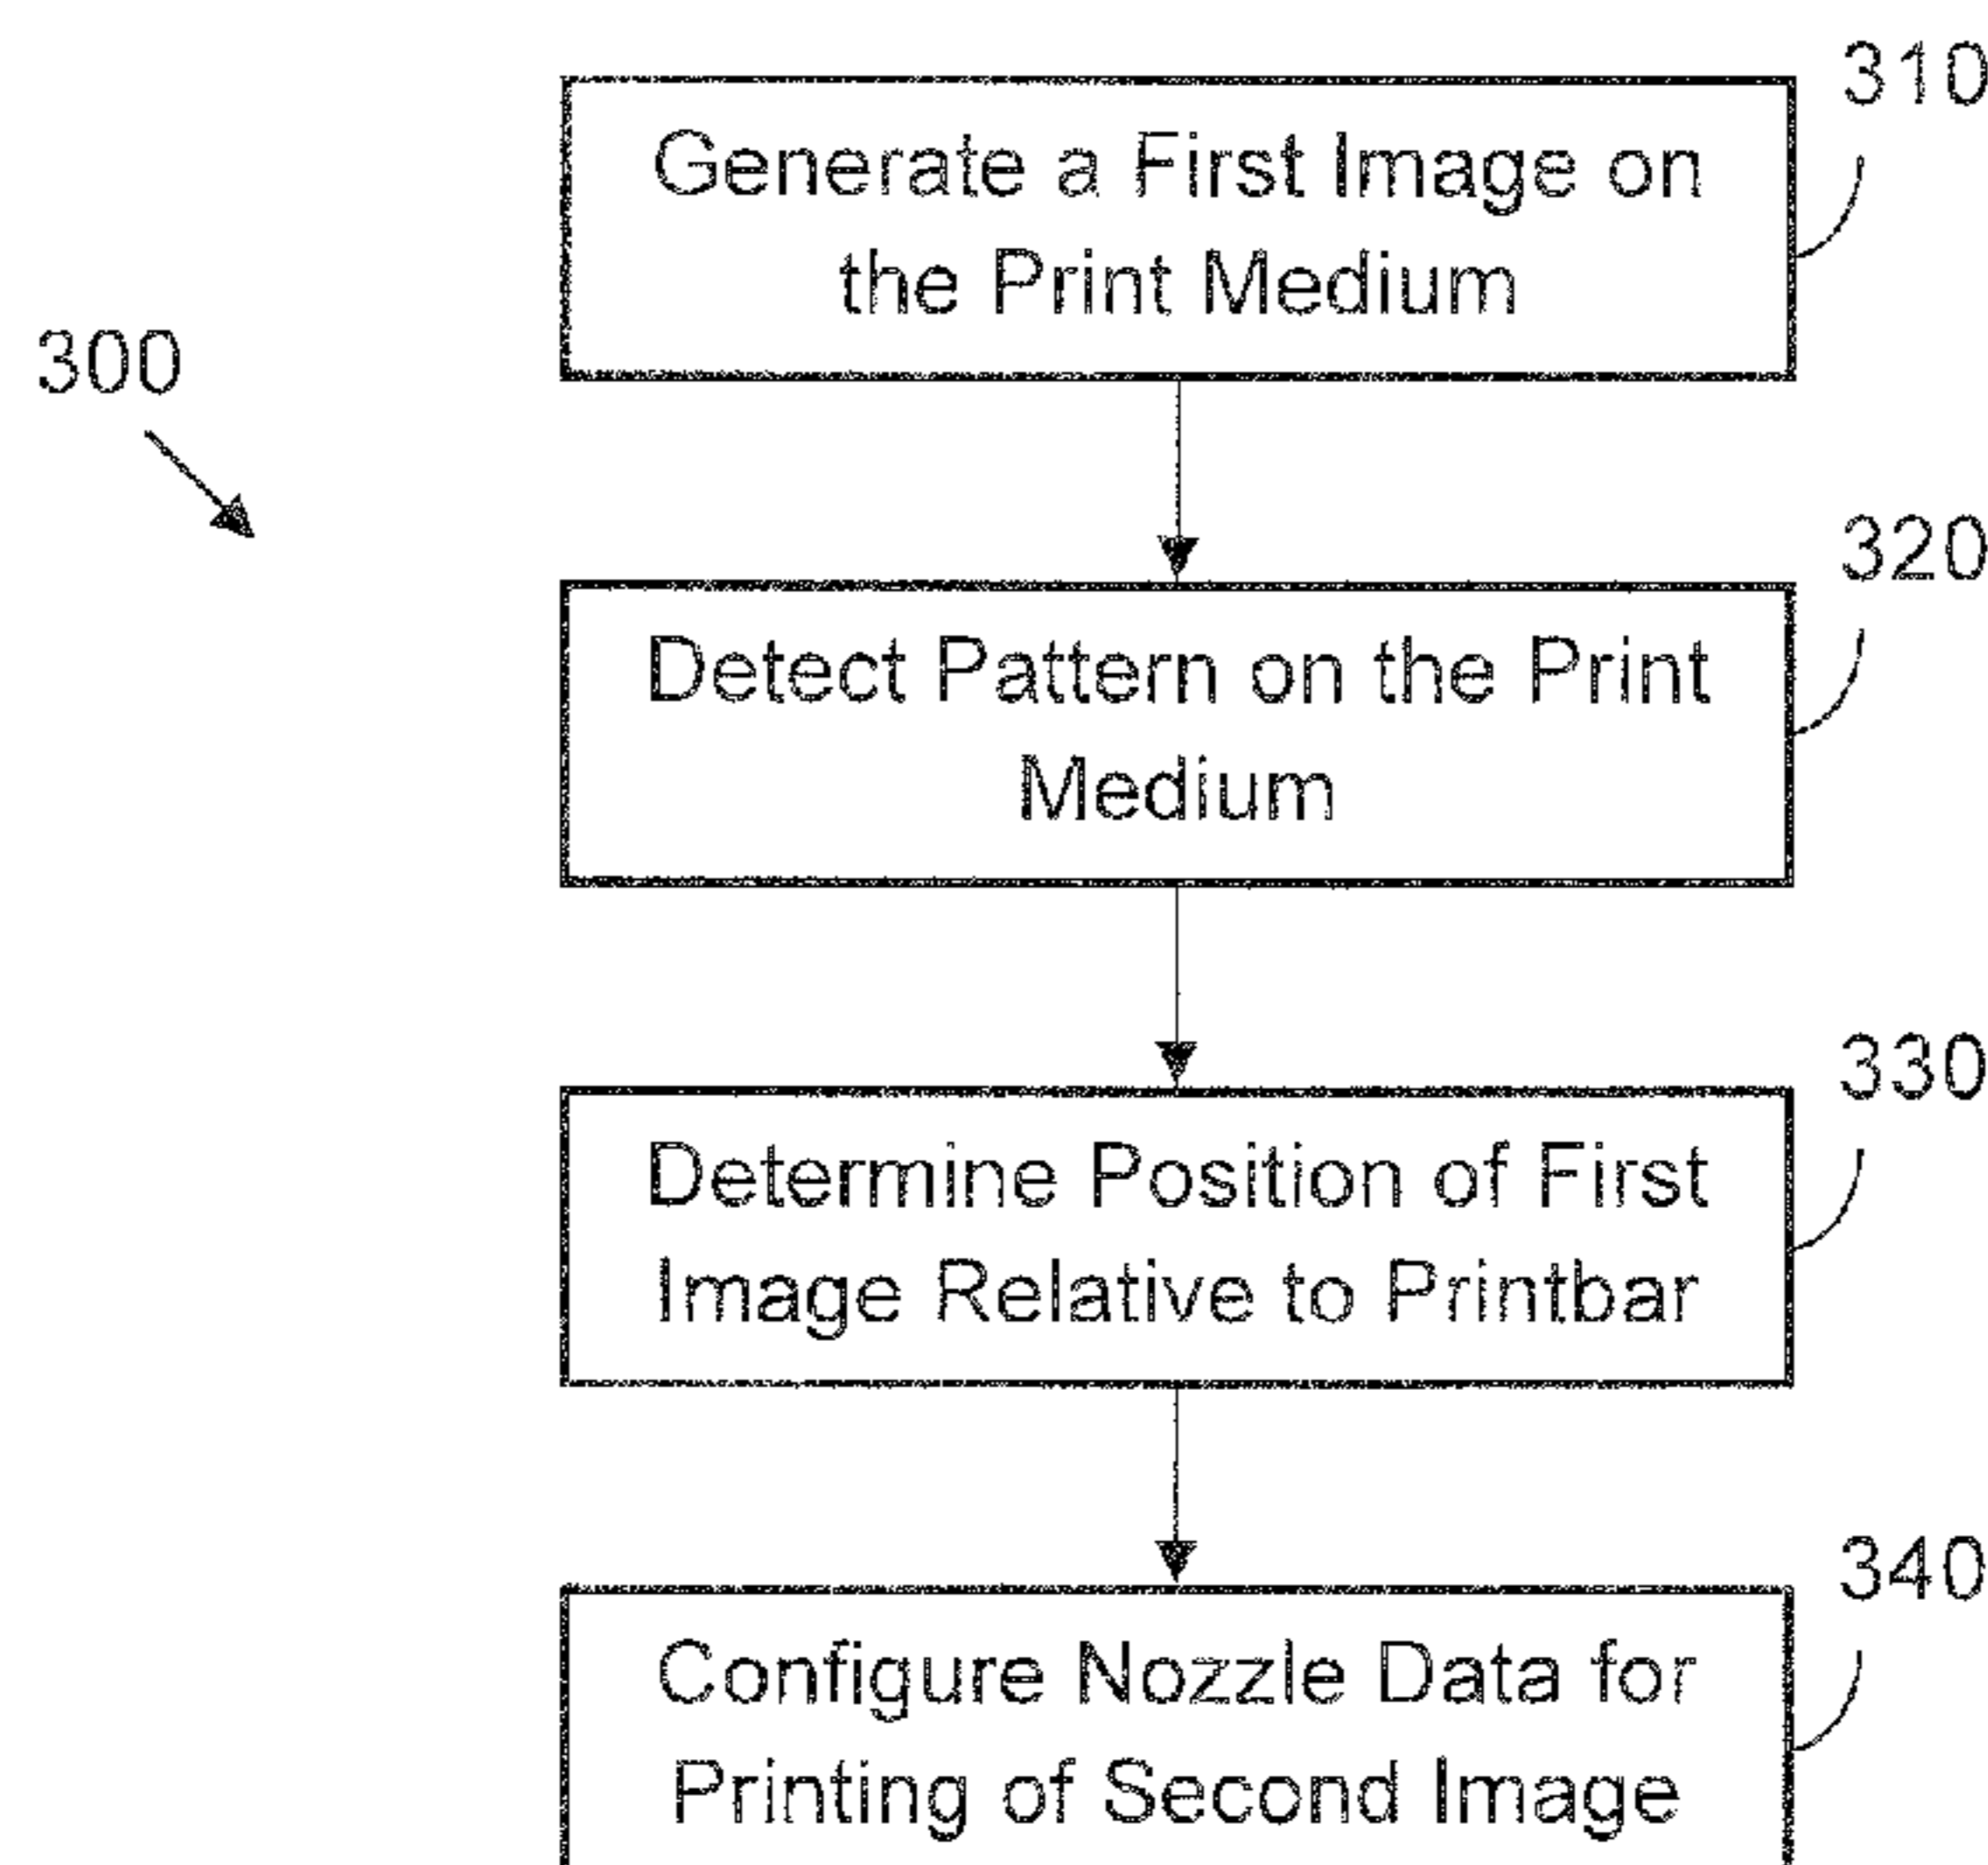 310
Generate a First Image on
the Print Medium
300
320
Detect Pattern on the Print
Medium
330
Determine Position of First
Image Relative to Printbar
340
Configure Nozzle Data for
Printing of Second Image